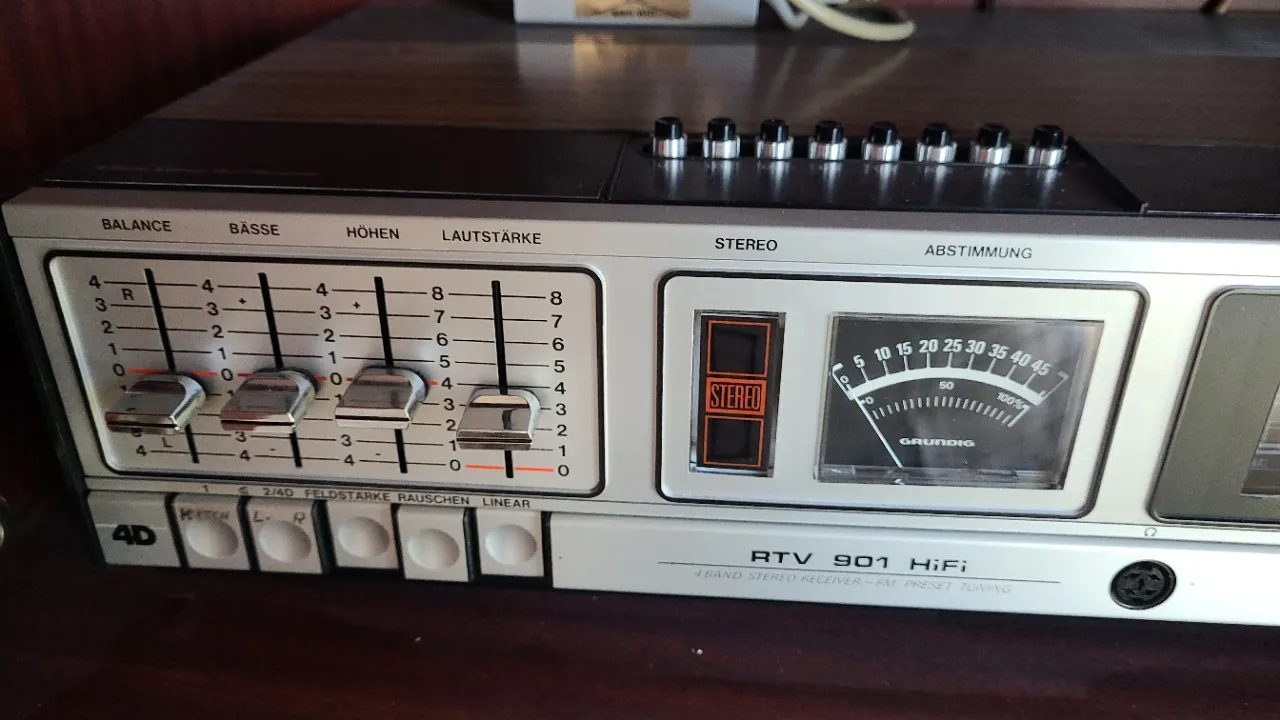 BALANCE BÄSSE HÖHEN LAUTSTÄRKE STEREO ABSTIMMUNG
4 4 4 8 8
R + +
3 3 3 7 7
2 2 2 6 6
1 1 1 5 5
0 0 0 4 4
3 3
2 2
3 3 1 1
L - -
4 4 4 0 0
STEREO
0 5 10 15 20 25 30 35 40 45
0 50 100%
GRUNDIG
1 2/4D FELDSTÄRKE RAUSCHEN LINEAR
4D
L- R
RTV 901 HiFi
4 BAND STEREO RECEIVER – FM PRESET TUNING